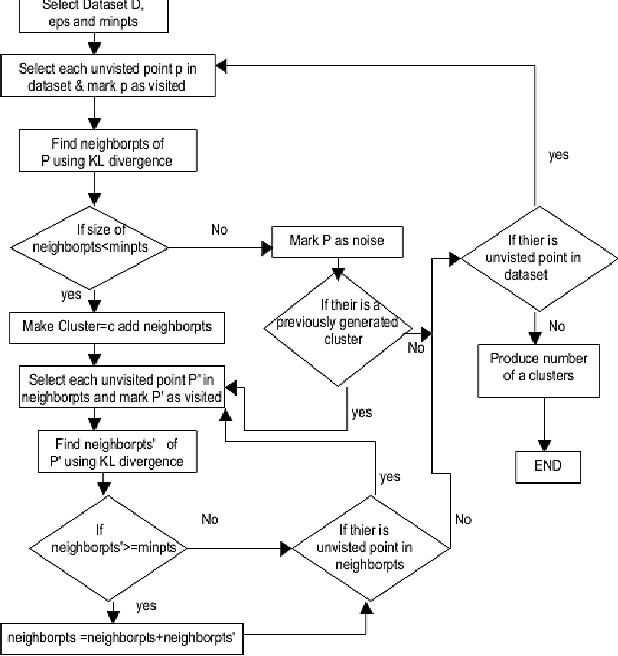 Select Dataset D,
eps and minpts
Select each unvisted point p in
dataset & mark p as visited
Find neighborpts of
P using KL divergence
If size of
neighborpts<minpts
No
yes
Mark P as noise
If their is a
previously generated
cluster
No
yes
If thier is
unvisted point in
dataset
yes
No
Make Cluster=c add neighborpts
Select each unvisited point P' in
neighborpts and mark P' as visited
Produce number
of a clusters
END
Find neighborpts' of
P' using KL divergence
If
neighborpts'>=minpts
No
yes
If thier is
unvisted point in
neighborpts
yes
No
neighborpts =neighborpts+neighborpts'